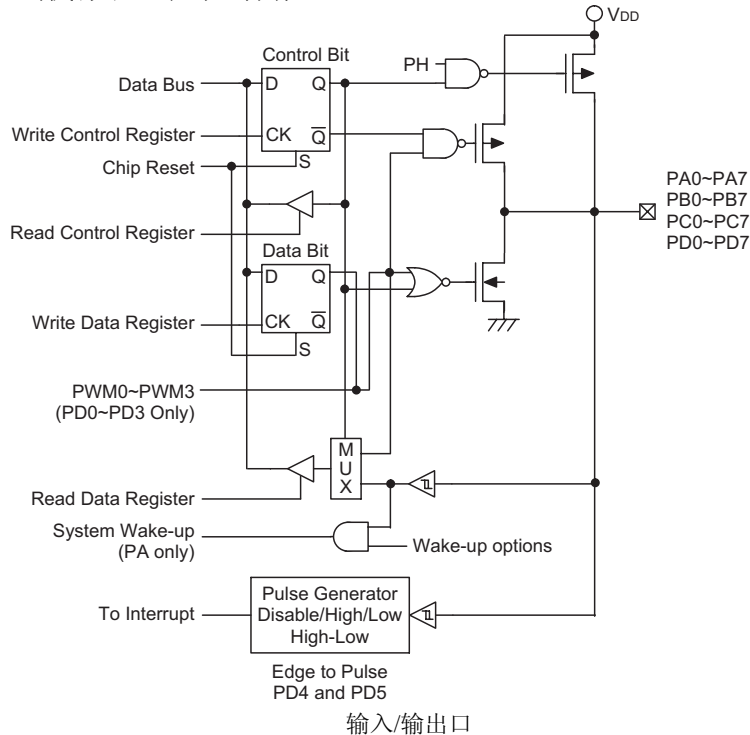 VDD
Control Bit
PH
Data Bus
D
Q
Write Control Register
CK
Q
Chip Reset
S
PA0~PA7
PB0~PB7
PC0~PC7
PD0~PD7
Read Control Register
Data Bit
D
Q
Write Data Register
CK
Q
S
PWM0~PWM3
(PD0~PD3 Only)
M
U
X
Read Data Register
System Wake-up
(PA only)
Wake-up options
To Interrupt
Pulse Generator
Disable/High/Low
High-Low
Edge to Pulse
PD4 and PD5
输入/输出口